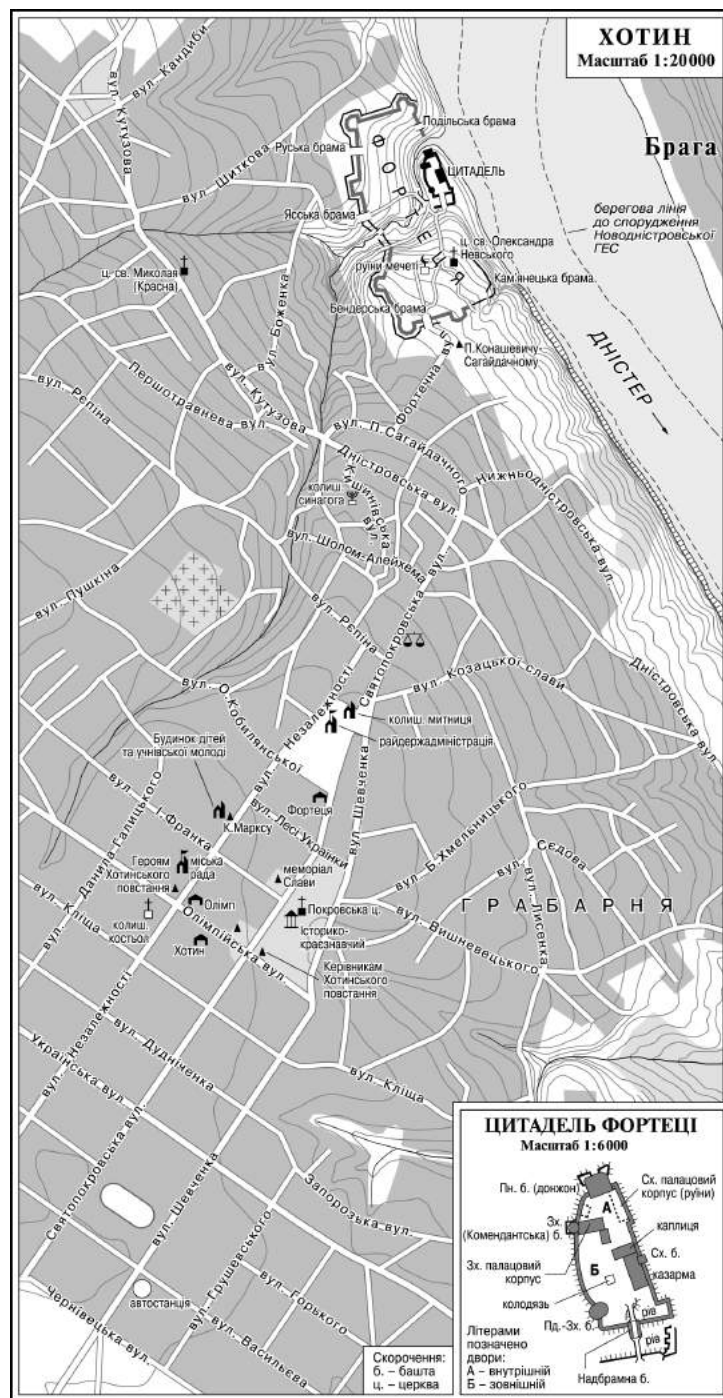 ХОТИН
Масштаб 1:20000
вул. Кандиби
вул. Кутузова
Подільська брама
Руська брама
ФОРТЕЦЯ
Брага
вул. Шиткова
ЦИТАДЕЛЬ
берегова лінія
до спорудження
Новодністровської
ГЕС
Ясська брама
ц. св. Олександра
Невського
ц. св. Миколая
(Красна)
руїни мечеті
Кам'янецька брама
вул. Боженка
Бендерська брама
П.Конашевичу-
Сагайдачному
ДНІСТЕР
Фортечна вул.
вул. Рєпіна
Першотравнева вул.
вул. Кутузова
вул. П.Сагайдачного
Дністровська вул.
Нижньодністровська вул.
Кишинівська вул.
колиш.
синагога
вул. Шолом-Алейхема
вул. Пушкіна
вул. Рєпіна
Святопокровська вул.
Дністровська вул.
вул. О.Кобилянської
вул. Незалежності
вул. Козацької слави
колиш. митниця
райдержадміністрація
Будинок дітей
та учнівської молоді
вул. Данила Галицького
вул. І.Франка
К.Марксу
Фортеця
вул. Шевченка
вул. Лесі Українки
вул. Б.Хмельницького
Сєдова
Героям
Хотинського
повстання
міська
рада
меморіал
Слави
вул. Лисенка
ГРАБАРНЯ
вул. Кліща
Олімп
Покровська ц.
вул. Вишневецького
колиш.
костьол
Хотин
Олімпійська вул.
Історико-
краєзнавчий
Керівникам
Хотинського
повстання
вул. Незалежності
вул. Дудніченка
вул. Кліща
Українська вул.
Святопокровська вул.
вул. Шевченка
Запорозька вул.
вул. Грушевського
вул. Горького
автостанція
вул. Васильєва
Чернівецька вул.
Скорочення:
б. – башта
ц. – церква
ЦИТАДЕЛЬ ФОРТЕЦІ
Масштаб 1:6000
Пн. б. (донжон)
Сх. палацовий
корпус (руїни)
А
Зх.
(Комендантська) б.
каплиця
Зх. палацовий
корпус
Сх. б.
Б
казарма
колодязь
рів
Пд.-Зх. б.
рів
Літерами
позначено
двори:
А – внутрішній
Б – зовнішній
Надбрамна б.